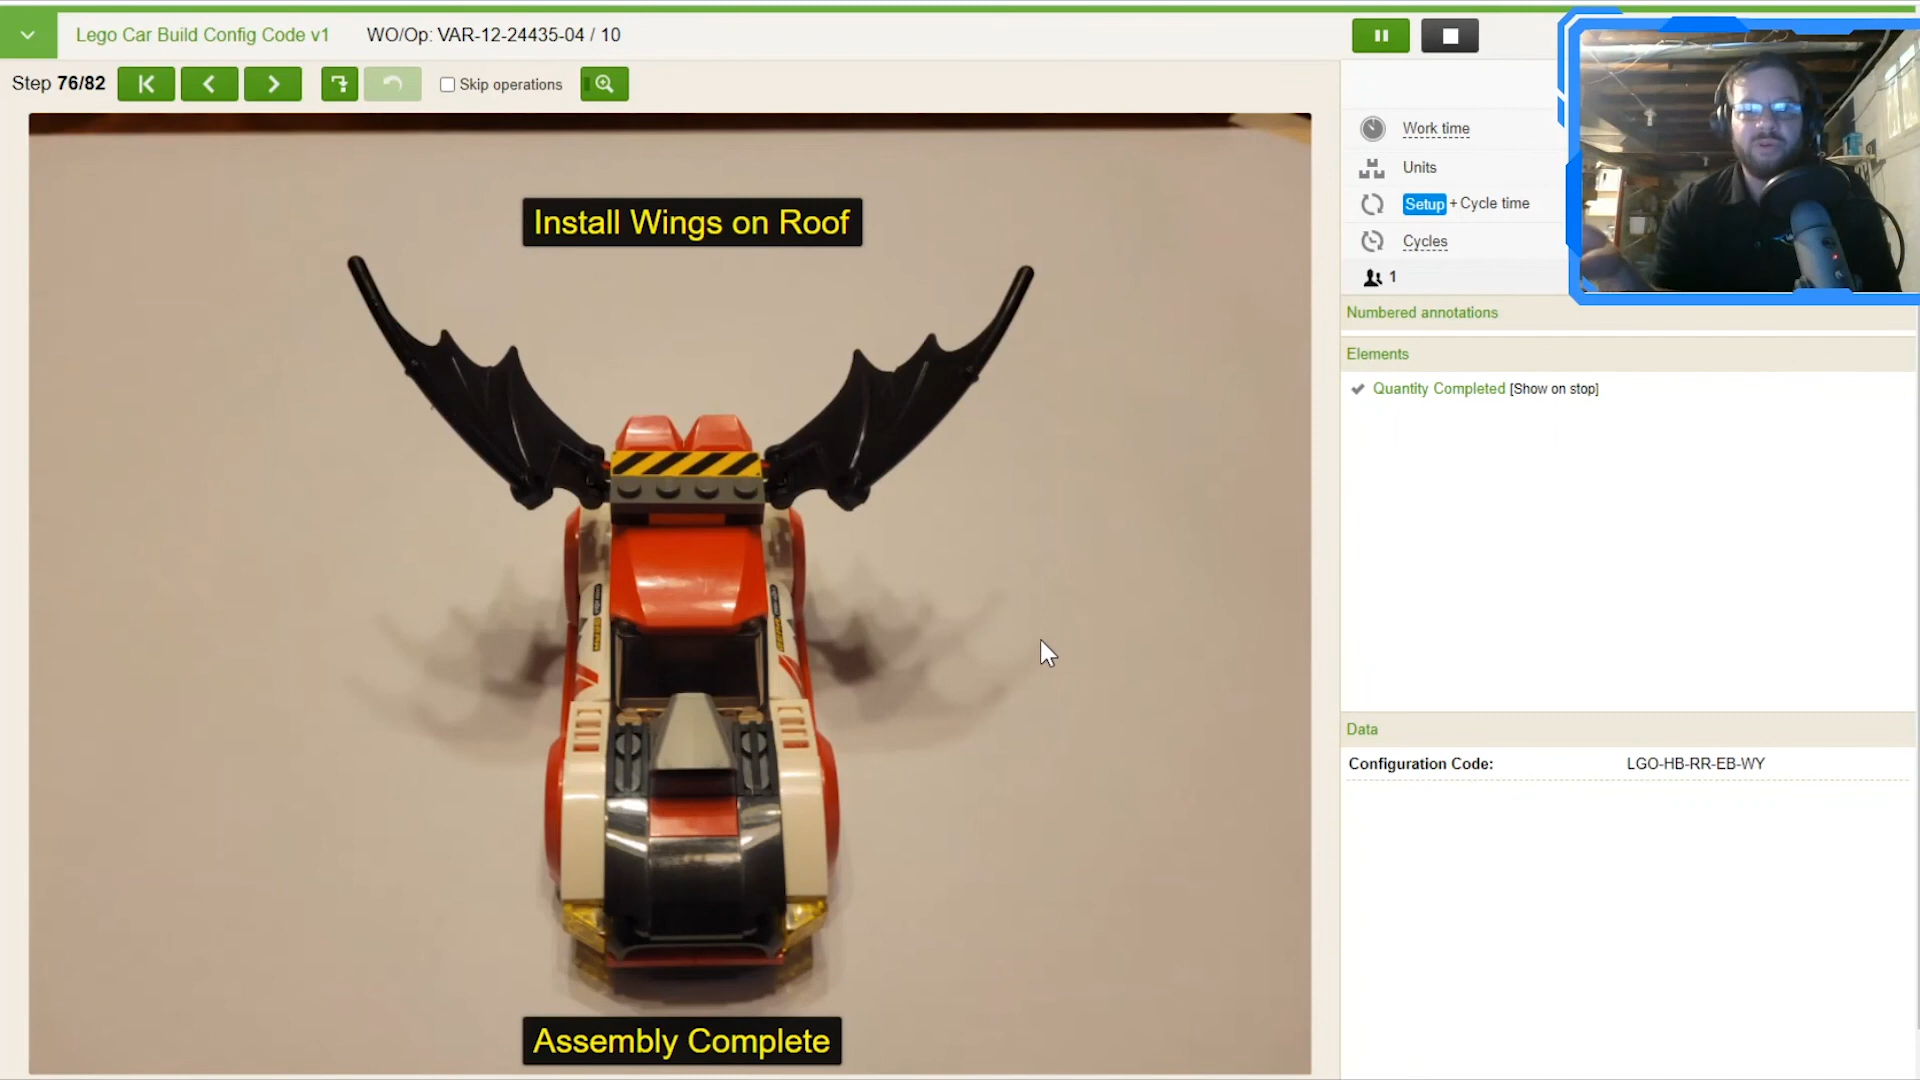 Lego Car Build Config Code v1 WO/Op: VAR-12-24435-04 / 10
Step 76/82 Skip operations
Install Wings on Roof
Assembly Complete
Work time
Units
Setup + Cycle time
Cycles
1
Numbered annotations
Elements
Quantity Completed [Show on stop]
Data
Configuration Code: LGO-HB-RR-EB-WY